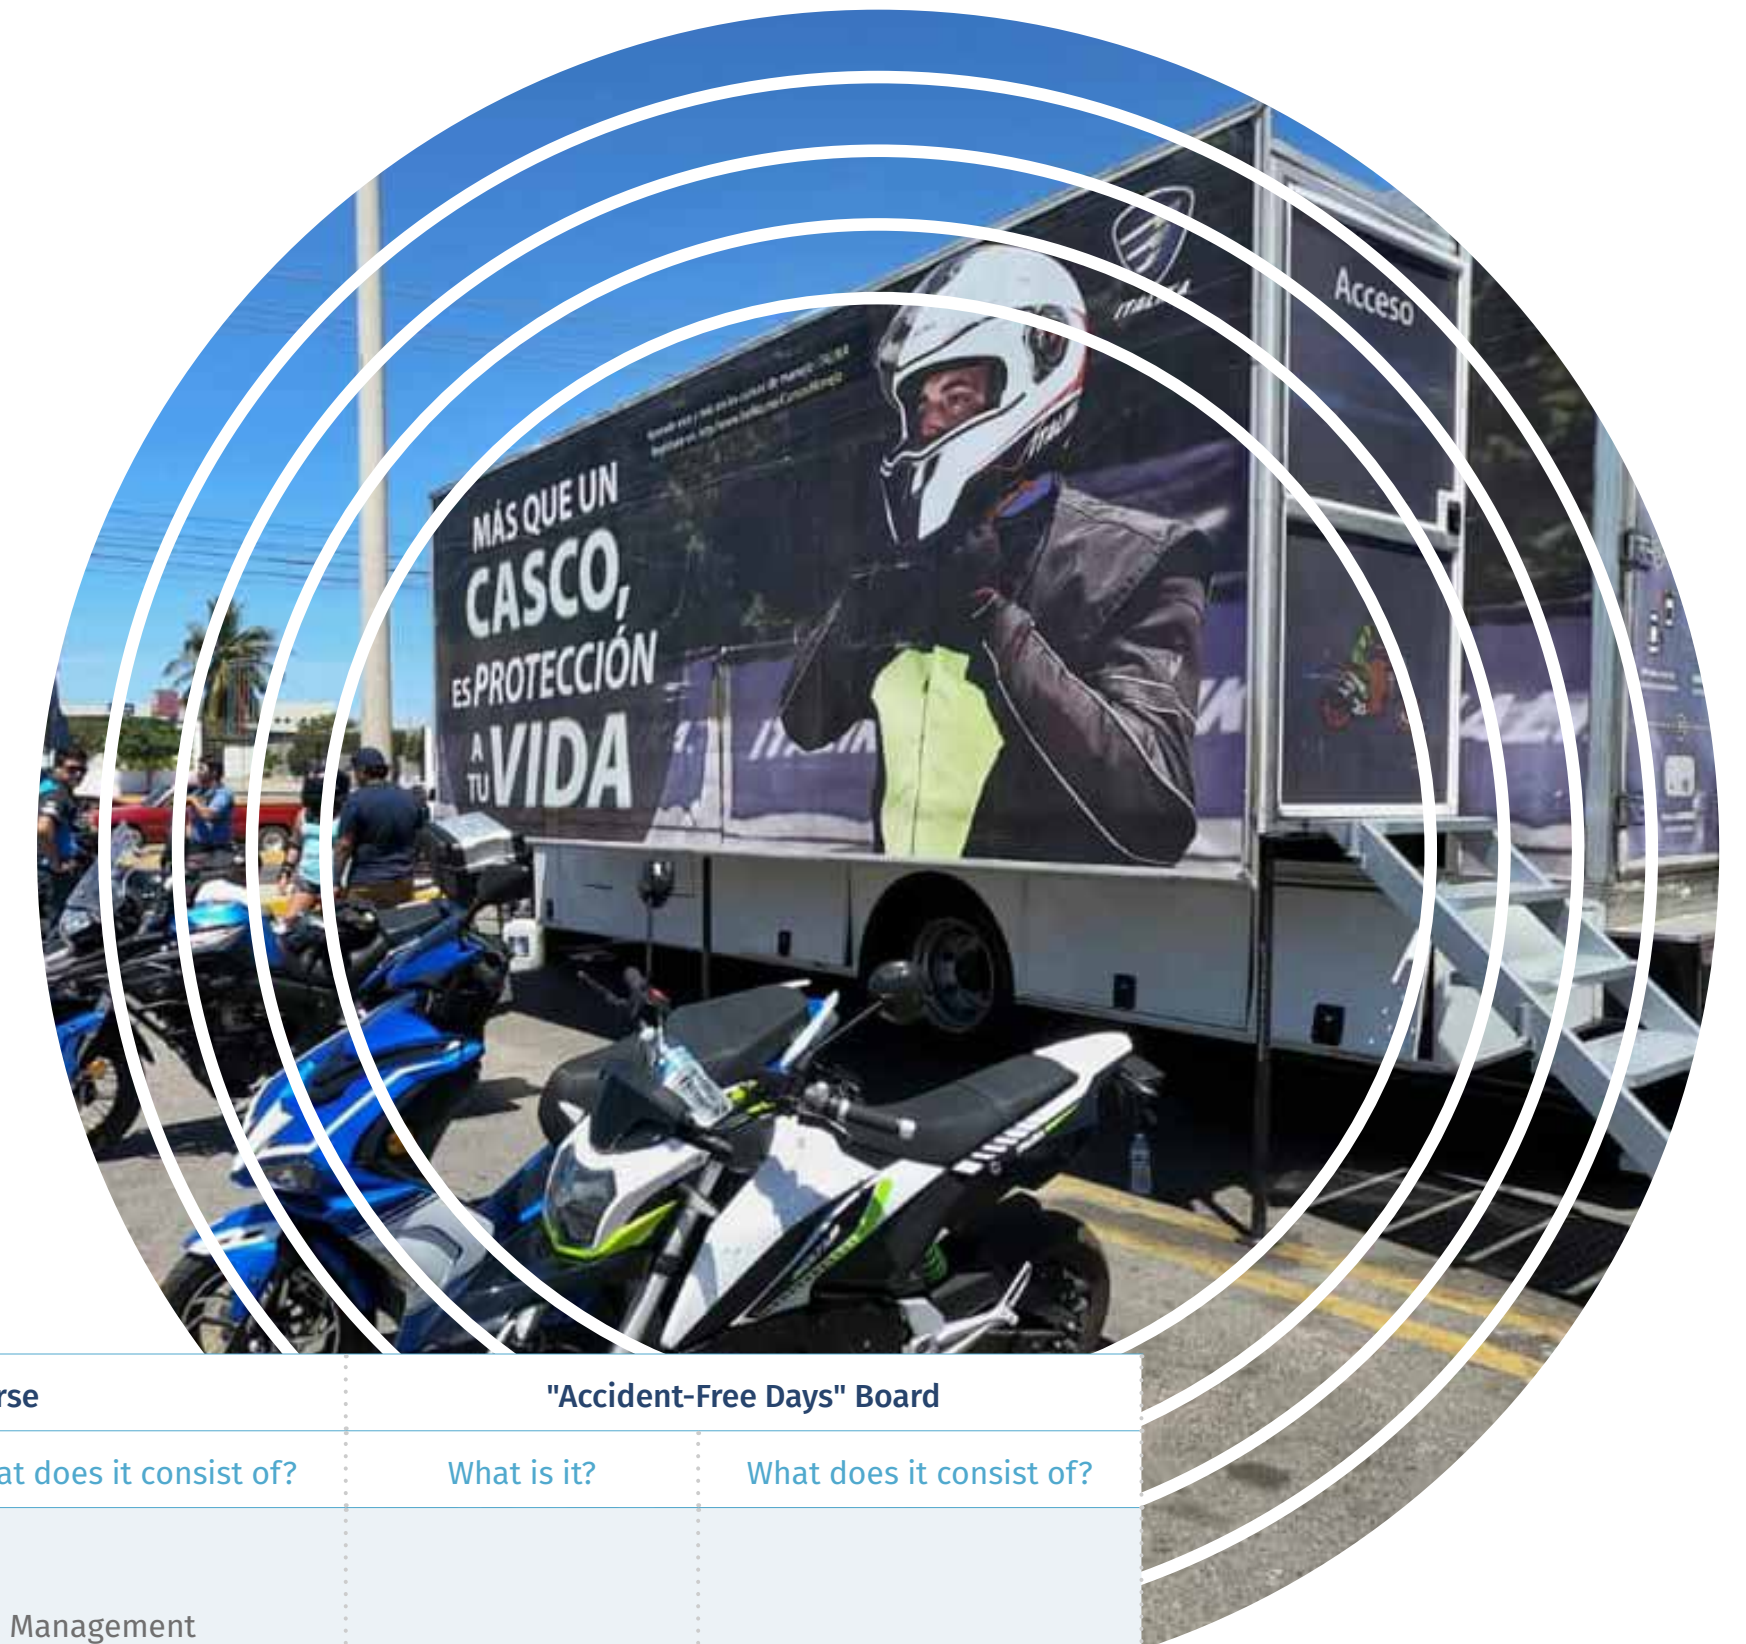 Acceso
ITALIKA
MÁS QUE UN
CASCO,
ES PROTECCIÓN
A TU VIDA
rse
"Accident-Free Days" Board
at does it consist of?
What is it?
What does it consist of?
Management